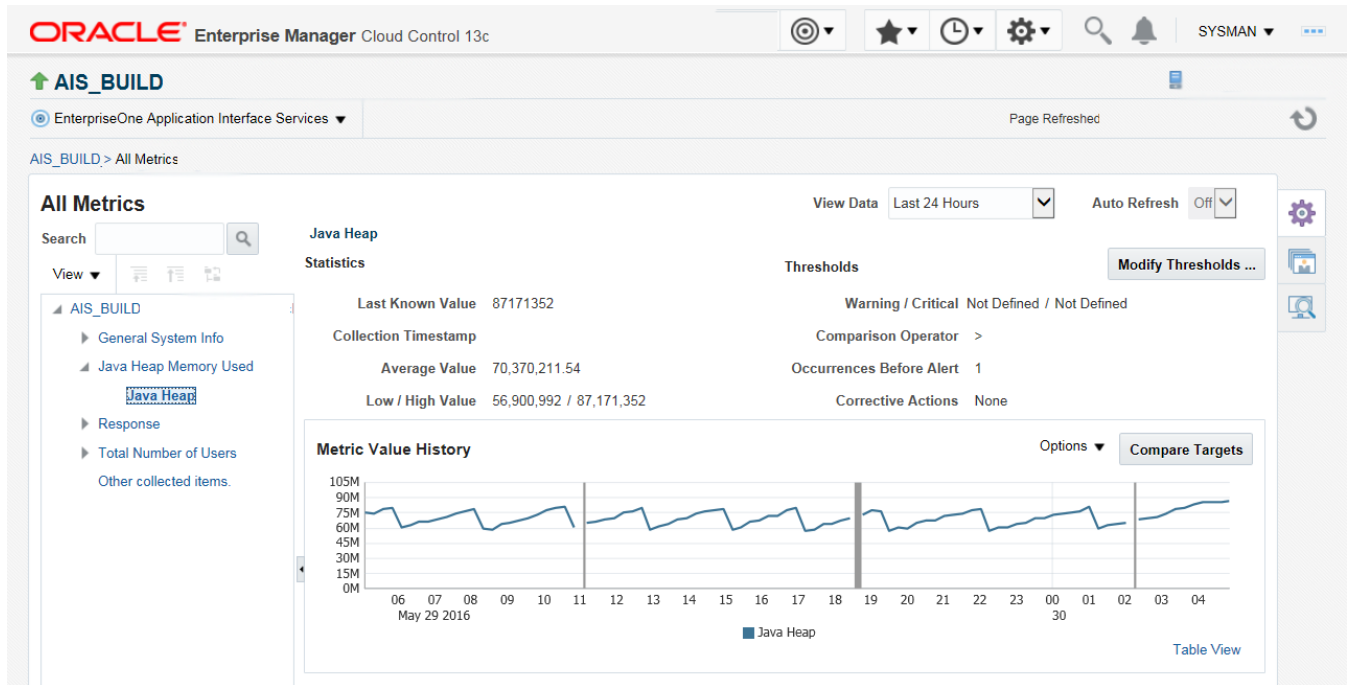 ORACLE Enterprise Manager Cloud Control 13c
SYSMAN
AIS_BUILD
EnterpriseOne Application Interface Services
Page Refreshed
AIS_BUILD > All Metrics
All Metrics
View Data Last 24 Hours
Auto Refresh Off
Search
View
AIS_BUILD
General System Info
Java Heap Memory Used
Java Heap
Response
Total Number of Users
Other collected items.
Java Heap
Statistics
Last Known Value 87171352
Collection Timestamp
Average Value 70,370,211.54
Low / High Value 56,900,992 / 87,171,352
Thresholds
Modify Thresholds ...
Warning / Critical Not Defined / Not Defined
Comparison Operator >
Occurrences Before Alert 1
Corrective Actions None
Metric Value History
Options
Compare Targets
105M
90M
75M
60M
45M
30M
15M
0M
06 07 08 09 10 11 12 13 14 15 16 17 18 19 20 21 22 23 00 01 02 03 04
May 29 2016 30
Java Heap
Table View